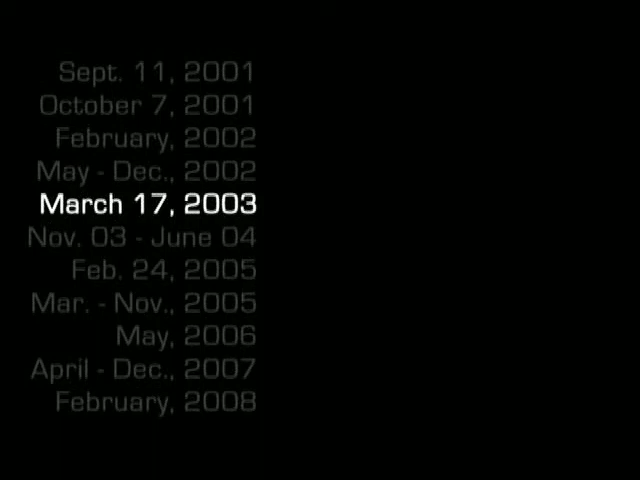 Sept. 11, 2001
October 7, 2001
February, 2002
May - Dec., 2002
March 17, 2003
Nov. 03 - June 04
Feb. 24, 2005
Mar. - Nov., 2005
May, 2006
April - Dec., 2007
February, 2008